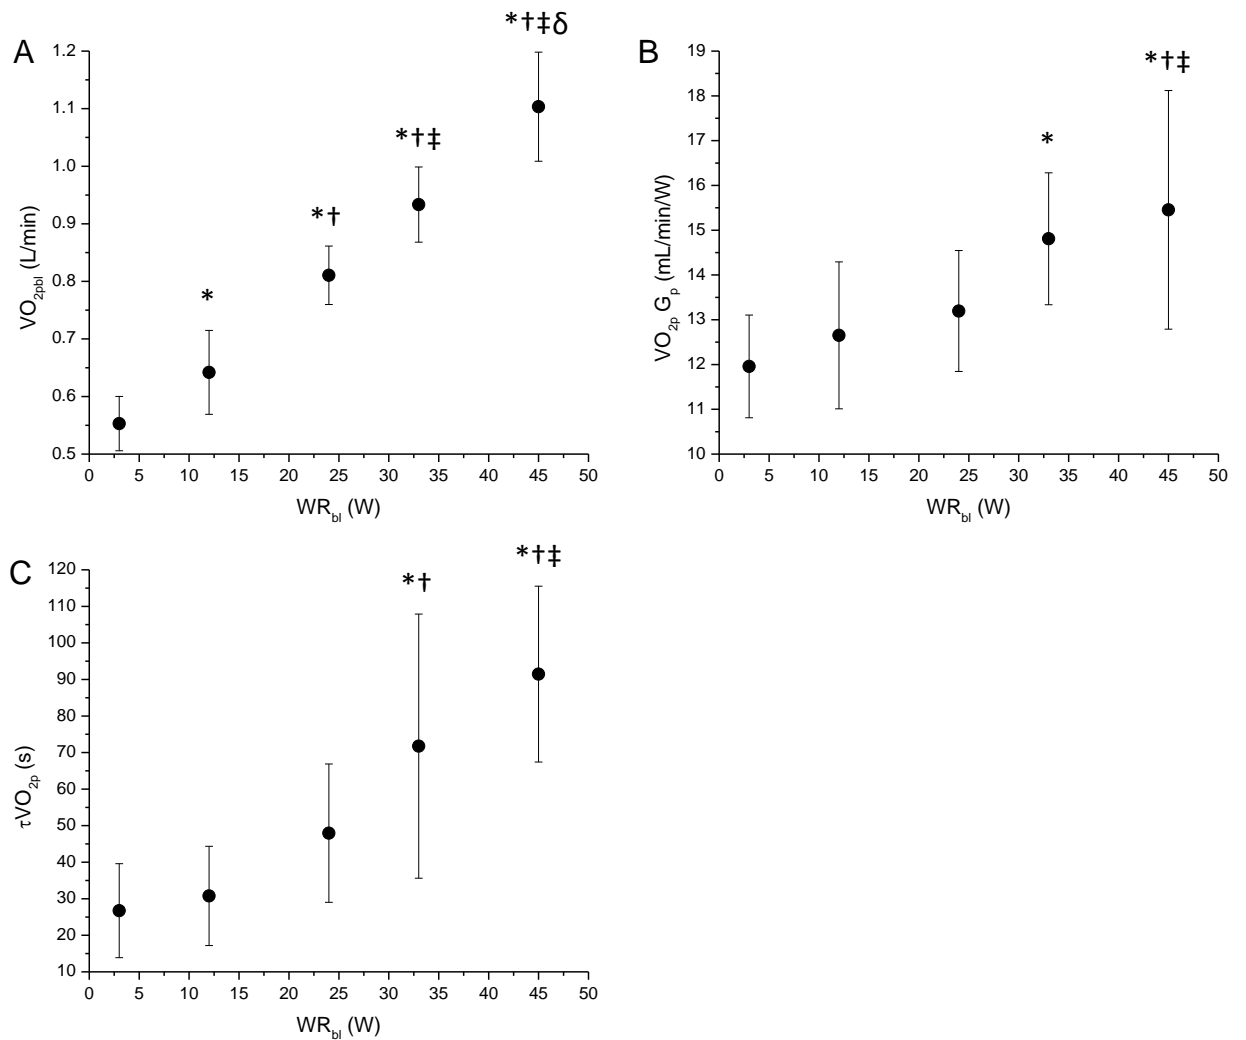 A
*†‡δ
1.2
1.1
*†‡
1.0
0.9
*†
0.8
*
0.7
0.6
0.5
VO2pbl (L/min)
0 5 10 15 20 25 30 35 40 45 50
WRbl (W)
B
19
*†‡
18
17
*
16
15
14
13
12
11
10
VO2p Gp (mL/min/W)
0 5 10 15 20 25 30 35 40 45 50
WRbl (W)
C
*†‡
120
*†
110
100
90
80
70
60
50
40
30
20
10
τVO2p (s)
0 5 10 15 20 25 30 35 40 45 50
WRbl (W)